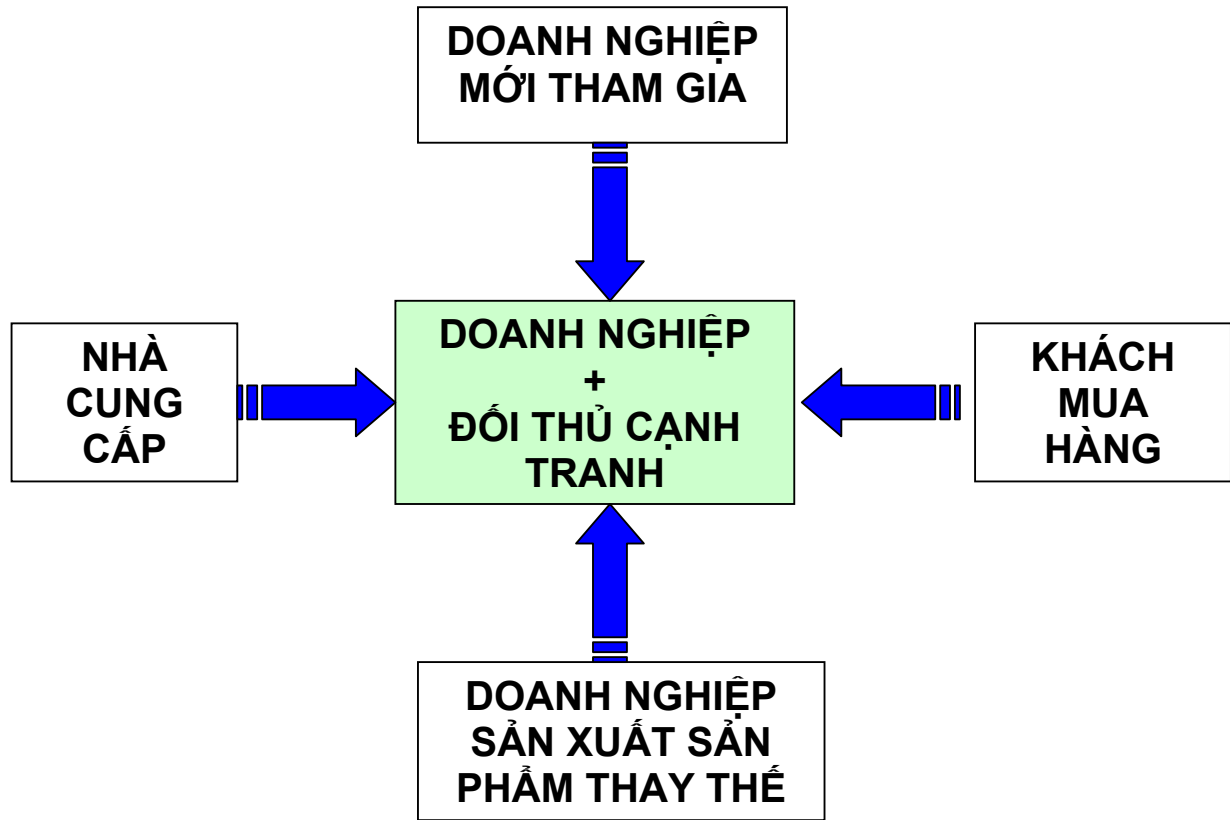 DOANH NGHIỆP
MỚI THAM GIA
NHÀ
CUNG
CẤP
DOANH NGHIỆP
+
ĐỐI THỦ CẠNH
TRANH
KHÁCH
MUA
HÀNG
DOANH NGHIỆP
SẢN XUẤT SẢN
PHẨM THAY THẾ